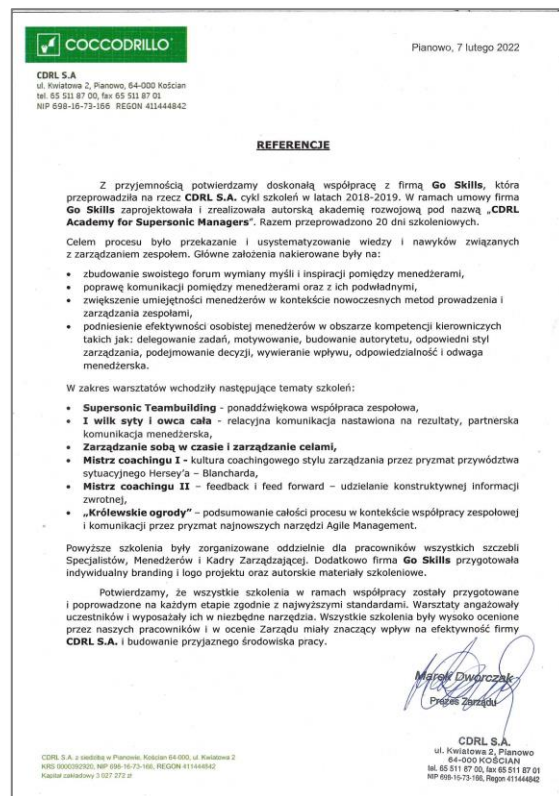 COCCODRILLO
Pianowo, 7 lutego 2022
CDRL S.A
ul. Kwiatowa 2, Pianowo, 64-000 Kościan
tel. 65 511 87 00, fax 65 511 87 01
NIP 698-16-73-166 REGON 411444842
REFERENCJE
Z przyjemnością potwierdzamy doskonałą współpracę z firmą Go Skills, która
przeprowadziła na rzecz CDRL S.A. cykl szkoleń w latach 2018-2019. W ramach umowy firma
Go Skills zaprojektowała i zrealizowała autorską akademię rozwojową pod nazwą „CDRL
Academy for Supersonic Managers". Razem przeprowadzono 20 dni szkoleniowych.
Celem procesu było przekazanie i usystematyzowanie wiedzy i nawyków związanych
z zarządzaniem zespołem. Główne założenia nakierowane były na:
• zbudowanie swoistego forum wymiany myśli i inspiracji pomiędzy menedżerami,
• poprawę komunikacji pomiędzy menedżerami oraz z ich podwładnymi,
• zwiększenie umiejętności menedżerów w kontekście nowoczesnych metod prowadzenia i
zarządzania zespołami,
• podniesienie efektywności osobistej menedżerów w obszarze kompetencji kierowniczych
takich jak: delegowanie zadań, motywowanie, budowanie autorytetu, odpowiedni styl
zarządzania, podejmowanie decyzji, wywieranie wpływu, odpowiedzialność i odwaga
menedżerska.
W zakres warsztatów wchodziły następujące tematy szkoleń:
• Supersonic Teambuilding - ponaddźwiękowa współpraca zespołowa,
• I wilk syty i owca cała - relacyjna komunikacja nastawiona na rezultaty, partnerska
komunikacja menedżerska,
• Zarządzanie sobą w czasie i zarządzanie celami,
• Mistrz coachingu I - kultura coachingowego stylu zarządzania przez pryzmat przywództwa
sytuacyjnego Hersey'a – Blancharda,
• Mistrz coachingu II – feedback i feed forward – udzielanie konstruktywnej informacji
zwrotnej,
• „Królewskie ogrody" – podsumowanie całości procesu w kontekście współpracy zespołowej
i komunikacji przez pryzmat najnowszych narzędzi Agile Management.
Powyższe szkolenia były zorganizowane oddzielnie dla pracowników wszystkich szczebli
Specjalistów, Menedżerów i Kadry Zarządzającej. Dodatkowo firma Go Skills przygotowała
indywidualny branding i logo projektu oraz autorskie materiały szkoleniowe.
Potwierdzamy, że wszystkie szkolenia w ramach współpracy zostały przygotowane
i poprowadzone na każdym etapie zgodnie z najwyższymi standardami. Warsztaty angażowały
uczestników i wyposażały ich w niezbędne narzędzia. Wszystkie szkolenia były wysoko ocenione
przez naszych pracowników i w ocenie Zarządu miały znaczący wpływ na efektywność firmy
CDRL S.A. i budowanie przyjaznego środowiska pracy.
Marek Dworczak
Prezes Zarządu
CDRL S.A.
ul. Kwiatowa 2, Pianowo
64-000 KOŚCIAN
tel. 65 511 87 00, fax 65 511 87 01
NIP 698-16-73-166, REGON 411444842
CDRL S.A. z siedzibą w Pianowie, Kościan 64-000, ul. Kwiatowa 2
KRS 0000392920, NIP 698-16-73-166, REGON 411444842
Kapitał zakładowy 3 027 272 zł